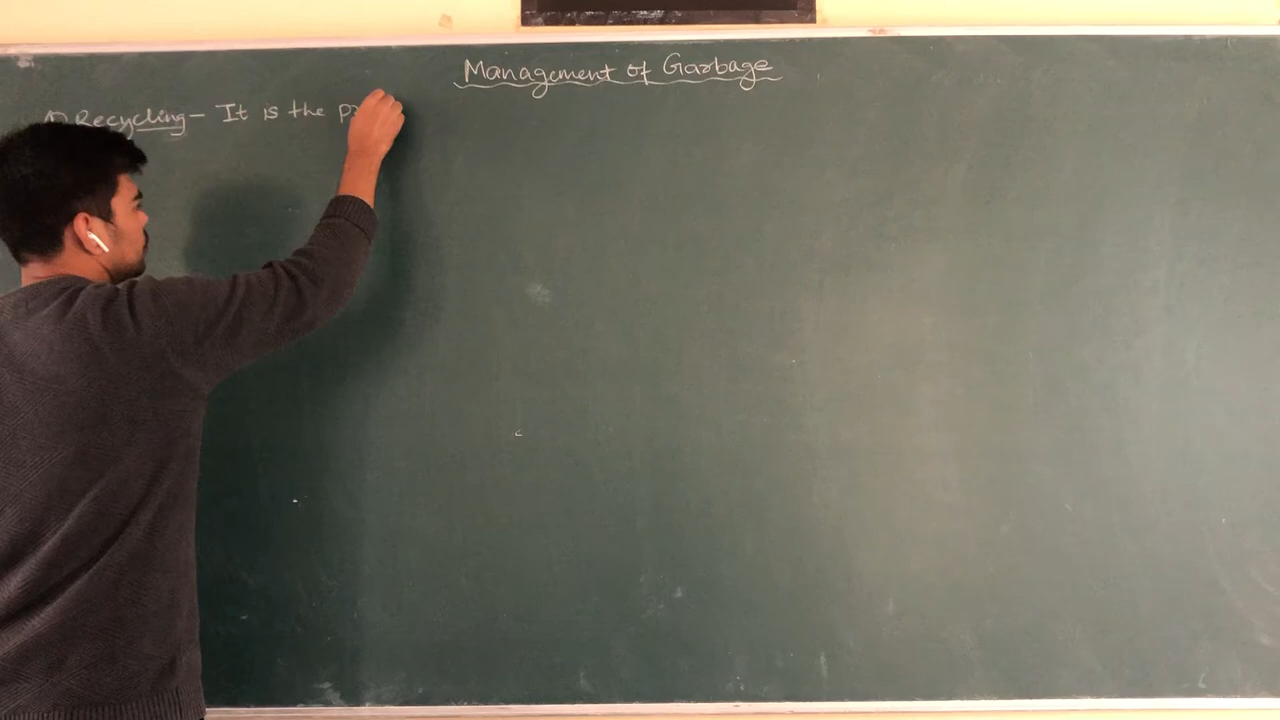 Management of Garbage
1) Recycling - It is the